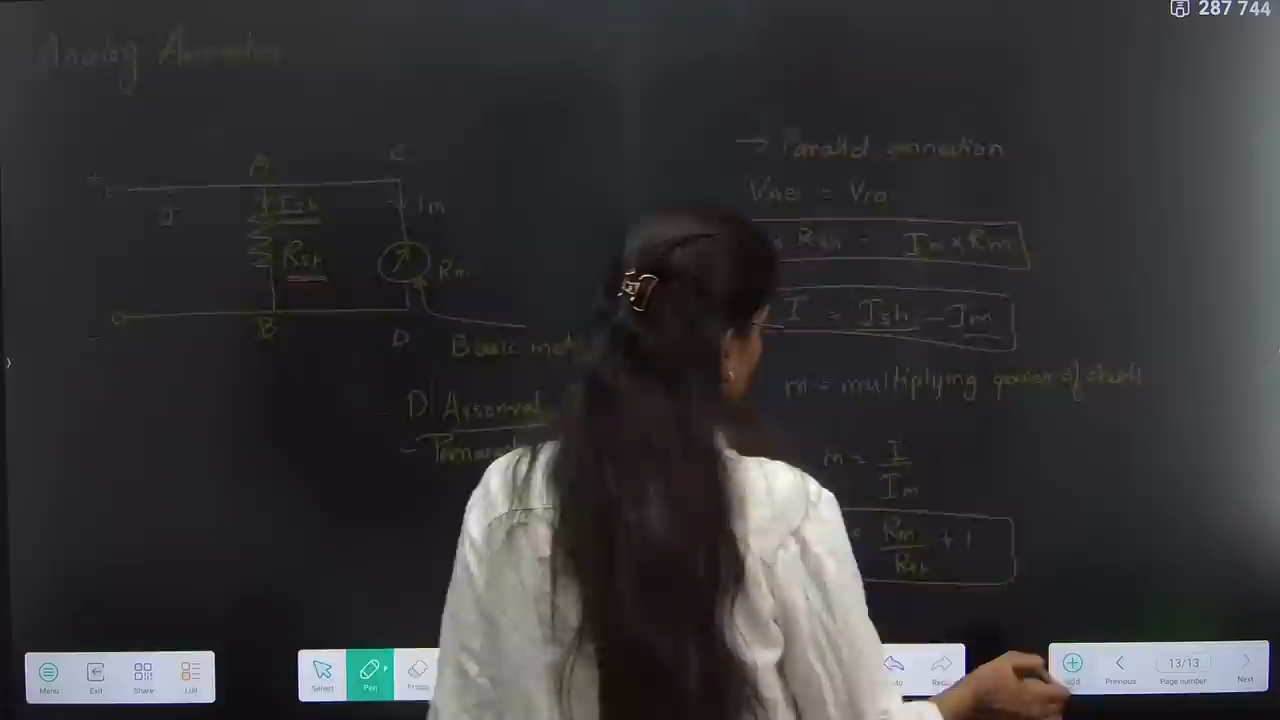 287 744
Analog Ammeter
A
C
+
I
Ish
Im
Rsh
Rm
-
B
D
Basic
D'Arsonval
-
→ Parallel connection
VAB = VCD
Rsh = Im × Rm
I = Ish - Im
m = multiplying power of shunt
m = I / Im
= Rm / Rsh + 1
Menu
Exit
Share
List
Select
Pen
Redo
Add
Previous
13/13
Page number
Next